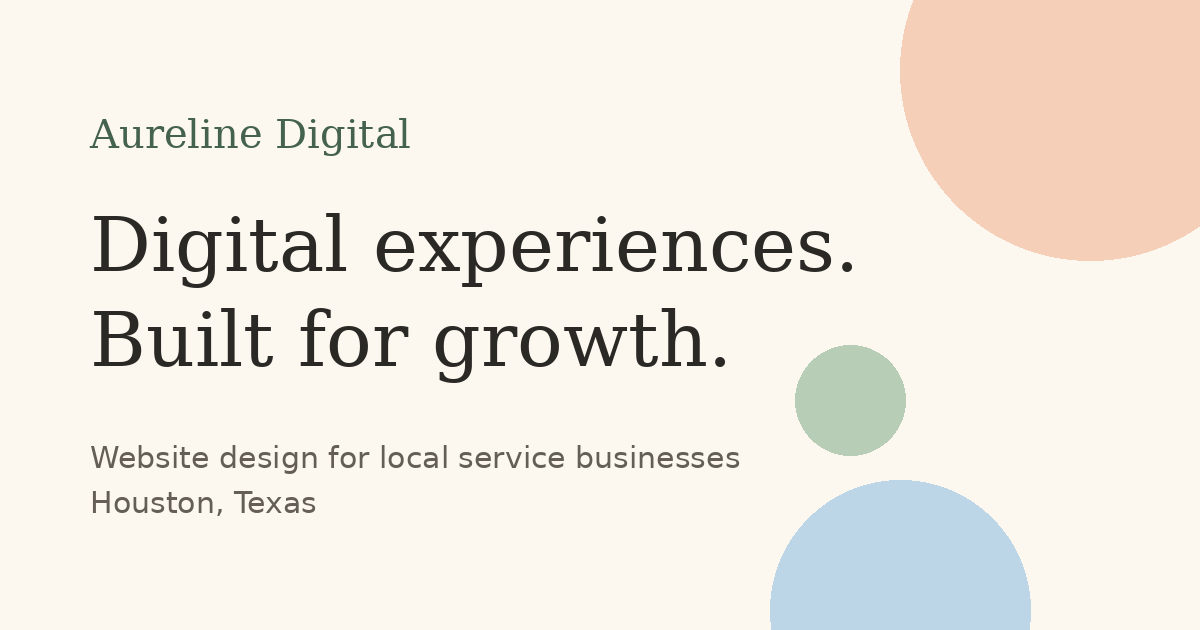 Aureline Digital
Digital experiences.
Built for growth.
Website design for local service businesses
Houston, Texas